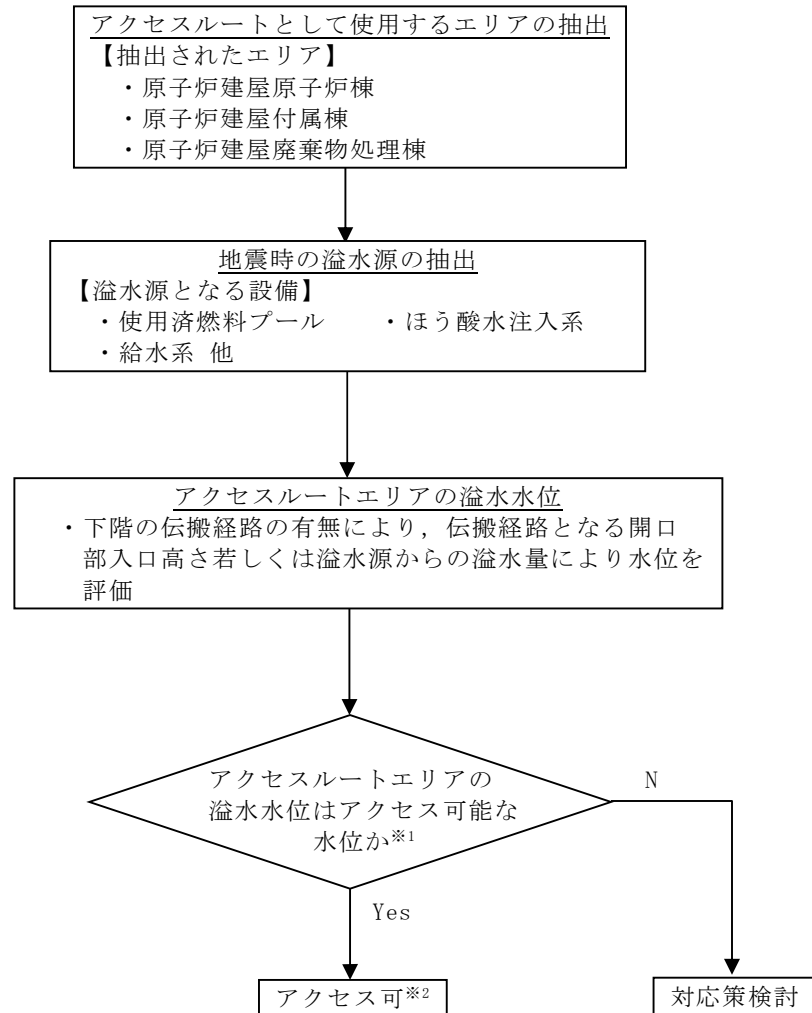 アクセスルートとして使用するエリアの抽出
【抽出されたエリア】
・原子炉建屋原子炉棟
・原子炉建屋付属棟
・原子炉建屋廃棄物処理棟
地震時の溢水源の抽出
【溢水源となる設備】
・使用済燃料プール ・ほう酸水注入系
・給水系 他
アクセスルートエリアの溢水水位
・下階の伝搬経路の有無により，伝搬経路となる開口
部入口高さ若しくは溢水源からの溢水量により水位を
評価
アクセスルートエリアの
溢水水位はアクセス可能な
水位か※1
N
Yes
アクセス可※2
対応策検討